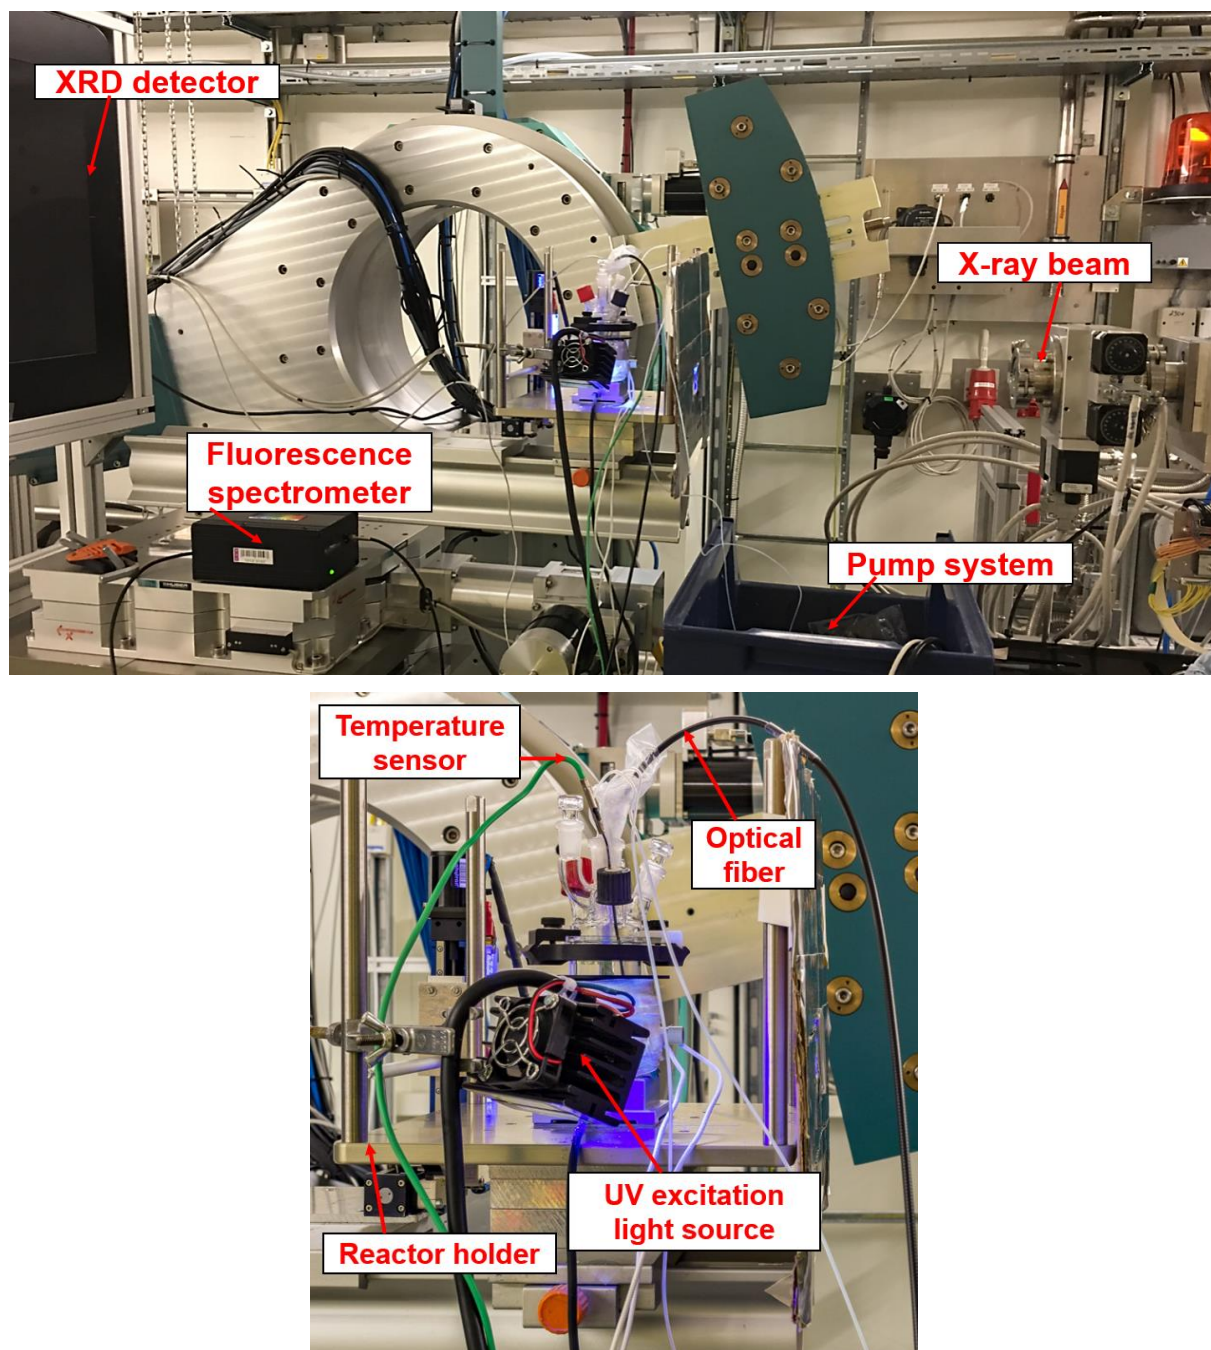 XRD detector
X-ray beam
Fluorescence
spectrometer
Pump system
Temperature
sensor
Optical
fiber
UV excitation
light source
Reactor holder